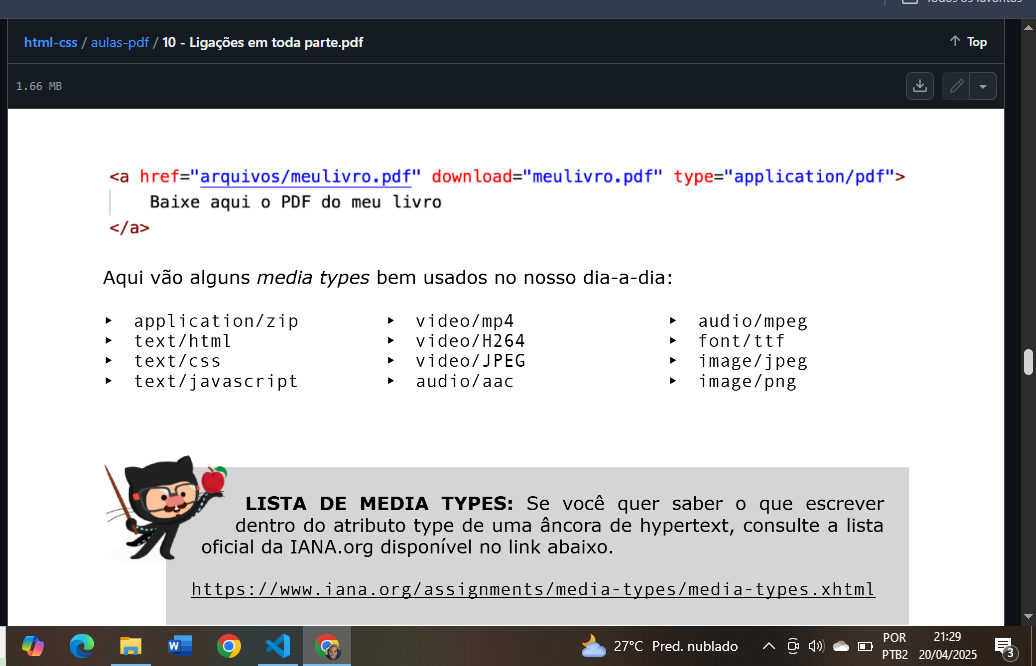 Todos os favoritos
html-css / aulas-pdf / 10 - Ligações em toda parte.pdf
↑ Top
1.66 MB
<a href="arquivos/meulivro.pdf" download="meulivro.pdf" type="application/pdf">
Baixe aqui o PDF do meu livro
</a>
Aqui vão alguns media types bem usados no nosso dia-a-dia:
‣ application/zip ‣ video/mp4 ‣ audio/mpeg
‣ text/html ‣ video/H264 ‣ font/ttf
‣ text/css ‣ video/JPEG ‣ image/jpeg
‣ text/javascript ‣ audio/aac ‣ image/png
LISTA DE MEDIA TYPES: Se você quer saber o que escrever
dentro do atributo type de uma âncora de hypertext, consulte a lista
oficial da IANA.org disponível no link abaixo.
https://www.iana.org/assignments/media-types/media-types.xhtml
27°C Pred. nublado
POR
PTB2
21:29
20/04/2025
3